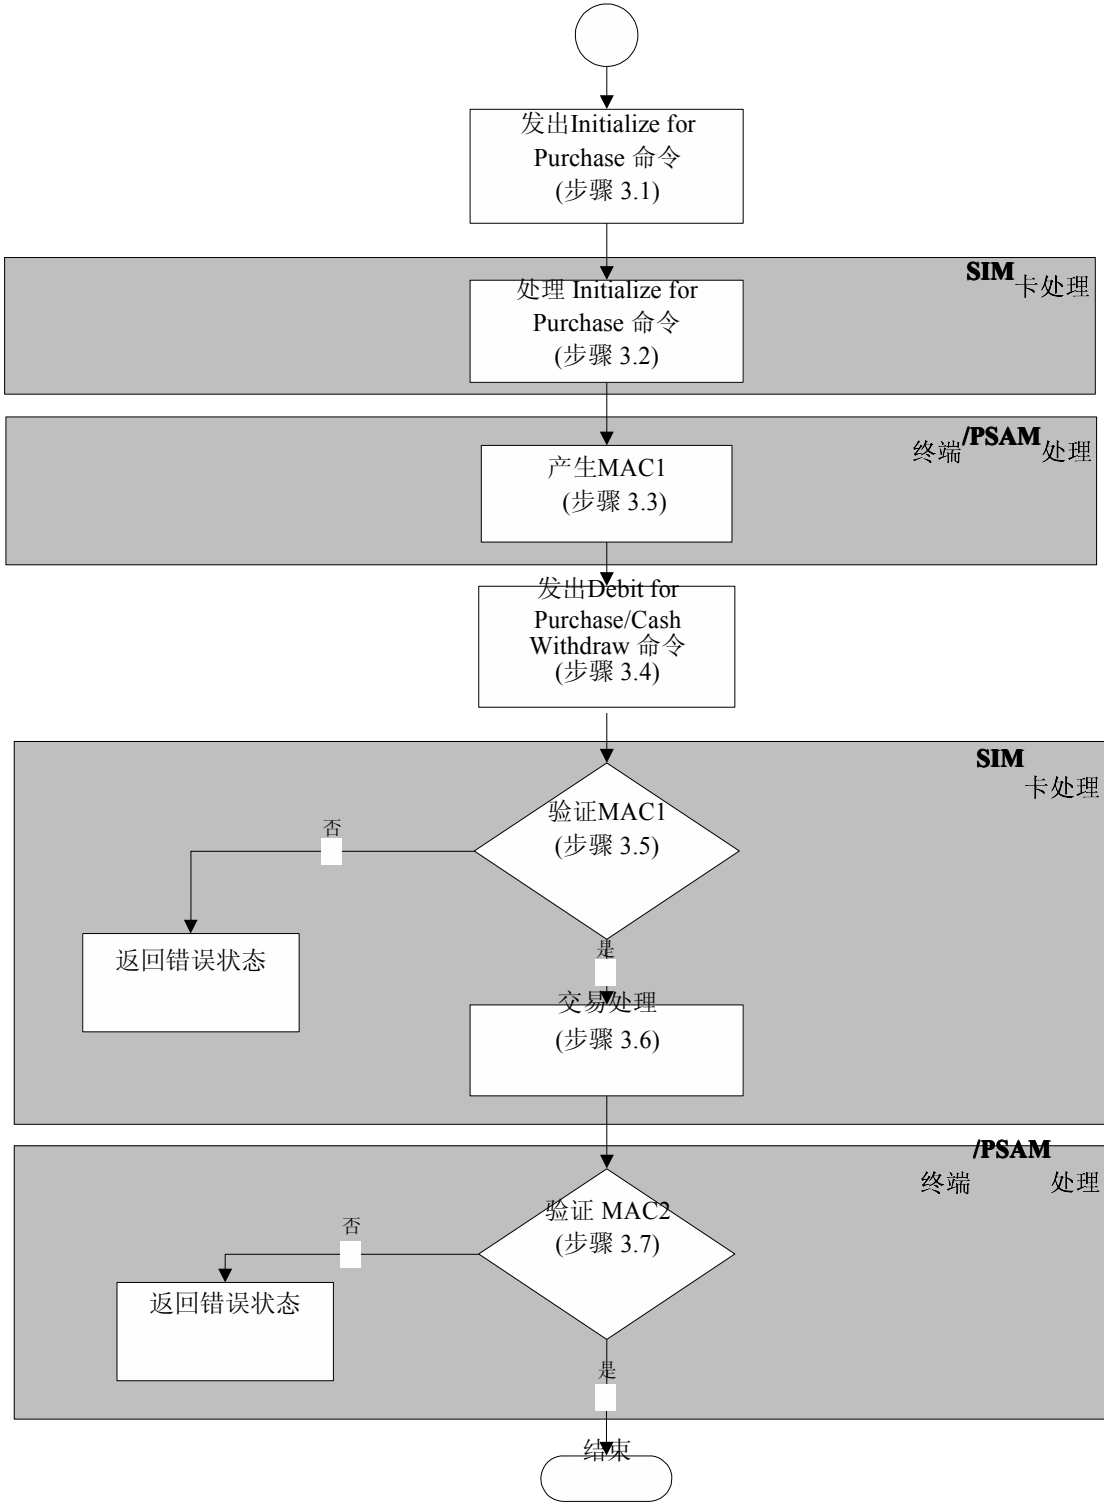 发出Initialize for
Purchase 命令
(步骤 3.1)
SIM
卡处理
处理 Initialize for
Purchase 命令
(步骤 3.2)
终端/PSAM处理
产生MAC1
(步骤 3.3)
发出Debit for
Purchase/Cash
Withdraw 命令
(步骤 3.4)
SIM
卡处理
验证MAC1
(步骤 3.5)
否
返回错误状态
是
交易处理
(步骤 3.6)
/PSAM
终端 处理
验证 MAC2
(步骤 3.7)
否
返回错误状态
是
结束